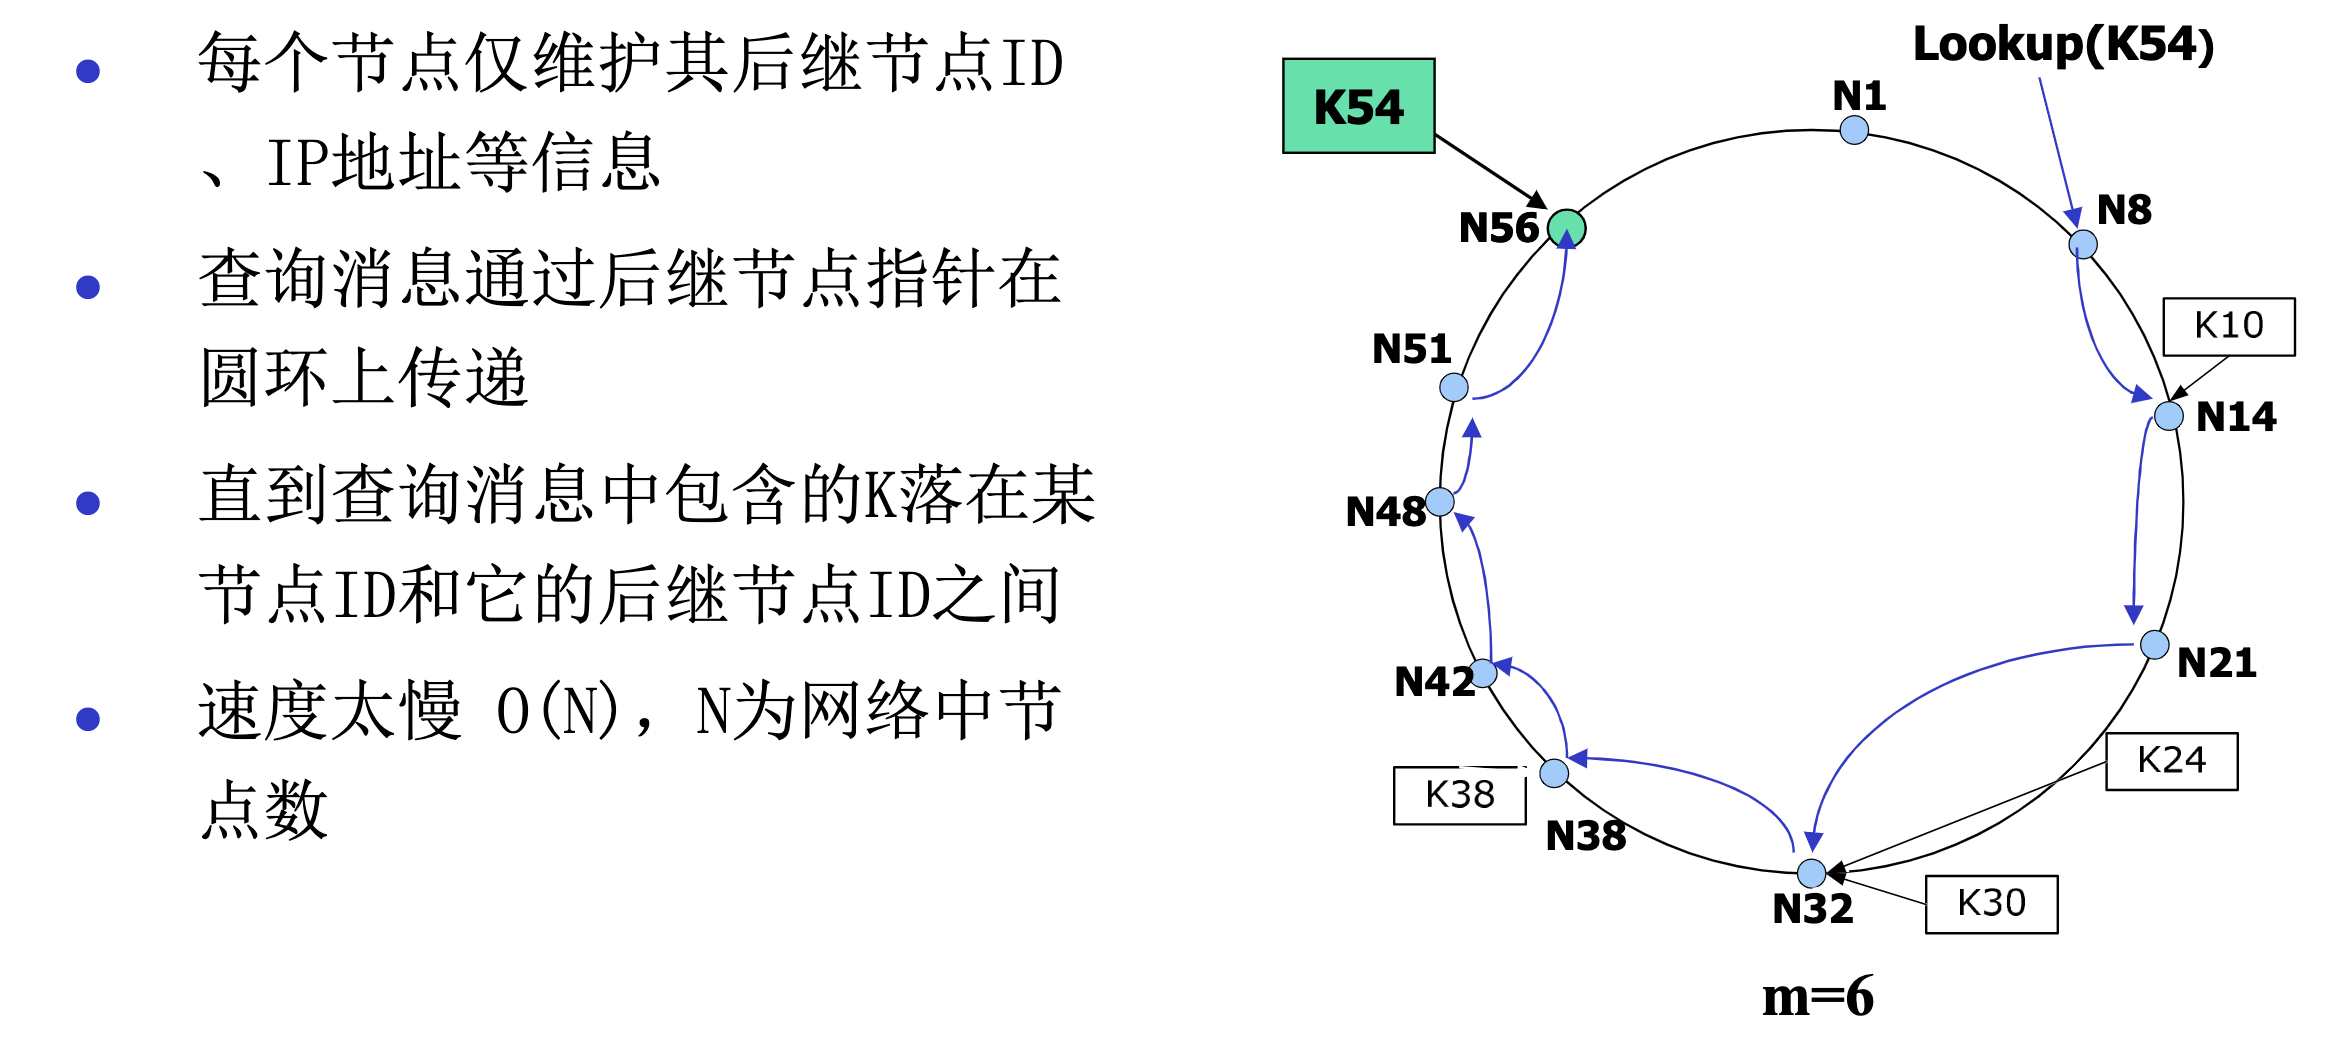 每个节点仅维护其后继节点ID
、IP地址等信息
查询消息通过后继节点指针在
圆环上传递
直到查询消息中包含的K落在某
节点ID和它的后继节点ID之间
速度太慢 O(N)，N为网络中节
点数
Lookup(K54)
K54
N1
N56
N8
K10
N51
N14
N48
N21
N42
K24
K38
N38
K30
N32
m=6